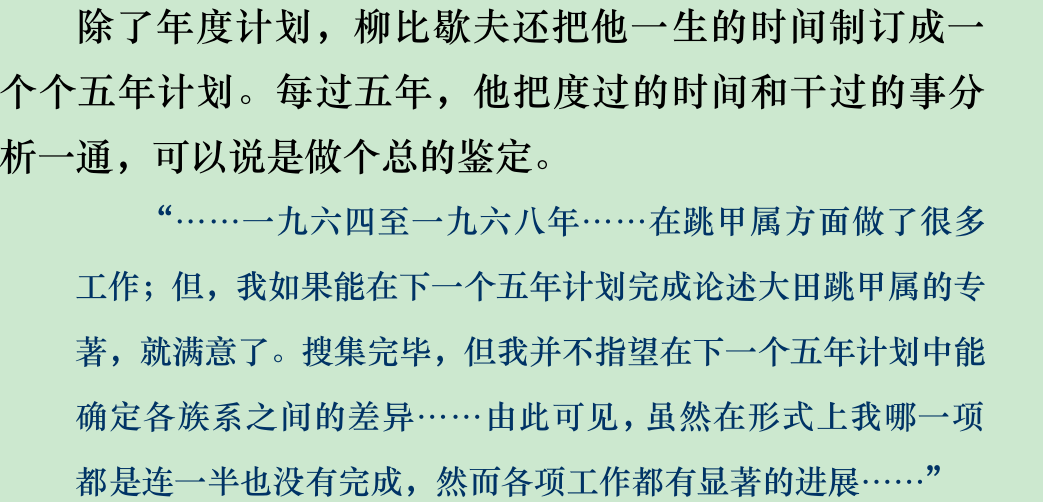 除了年度计划，柳比歇夫还把他一生的时间制订成一
个个五年计划。每过五年，他把度过的时间和干过的事分
析一通，可以说是做个总的鉴定。
“……一九六四至一九六八年……在跳甲属方面做了很多
工作；但，我如果能在下一个五年计划完成论述大田跳甲属的专
著，就满意了。搜集完毕，但我并不指望在下一个五年计划中能
确定各族系之间的差异……由此可见，虽然在形式上我哪一项
都是连一半也没有完成，然而各项工作都有显著的进展……”